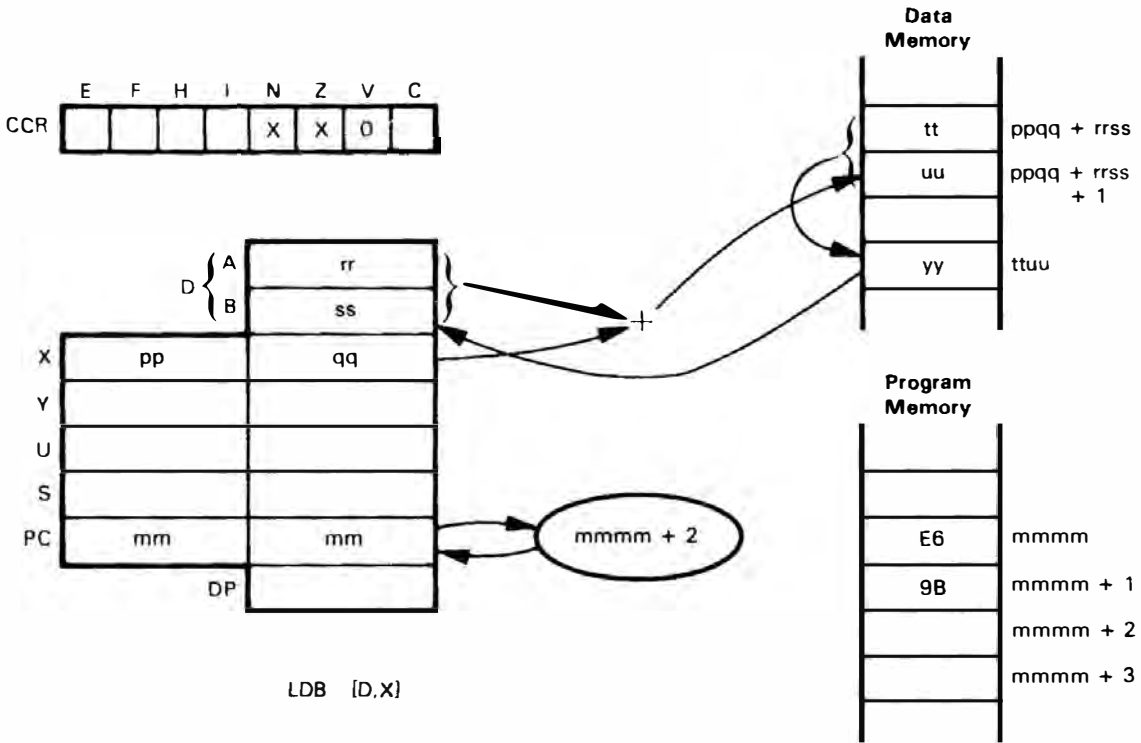 Data
Memory
E F H I N Z V C
CCR X X 0
tt ppqq + rrss
uu ppqq + rrss
+ 1
yy ttuu
D A rr
B ss
+
X pp qq
Y
U
S
PC mm mm
mmmm + 2
DP
Program
Memory
E6 mmmm
9B mmmm + 1
mmmm + 2
mmmm + 3
LDB [D,X]